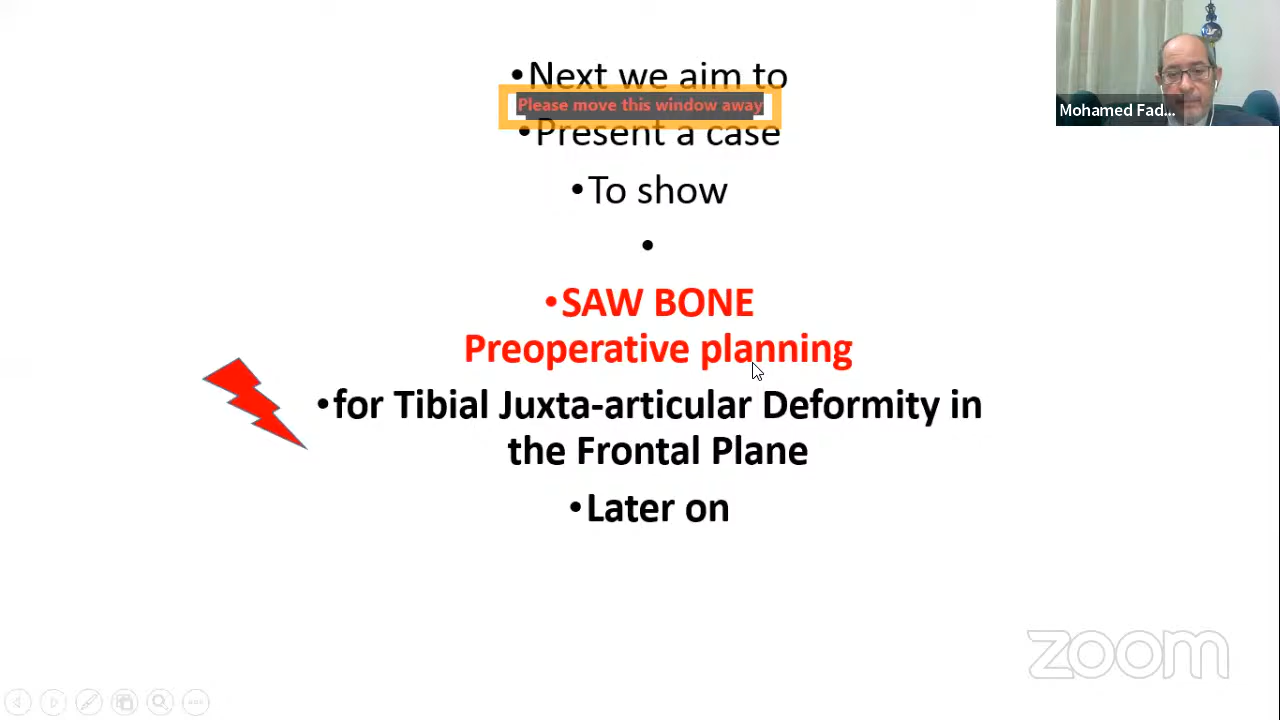 •Next we aim to
Please move this window away
•Present a case
•To show
•
•SAW BONE
Preoperative planning
•for Tibial Juxta-articular Deformity in
the Frontal Plane
•Later on
Mohamed Fad...
zoom